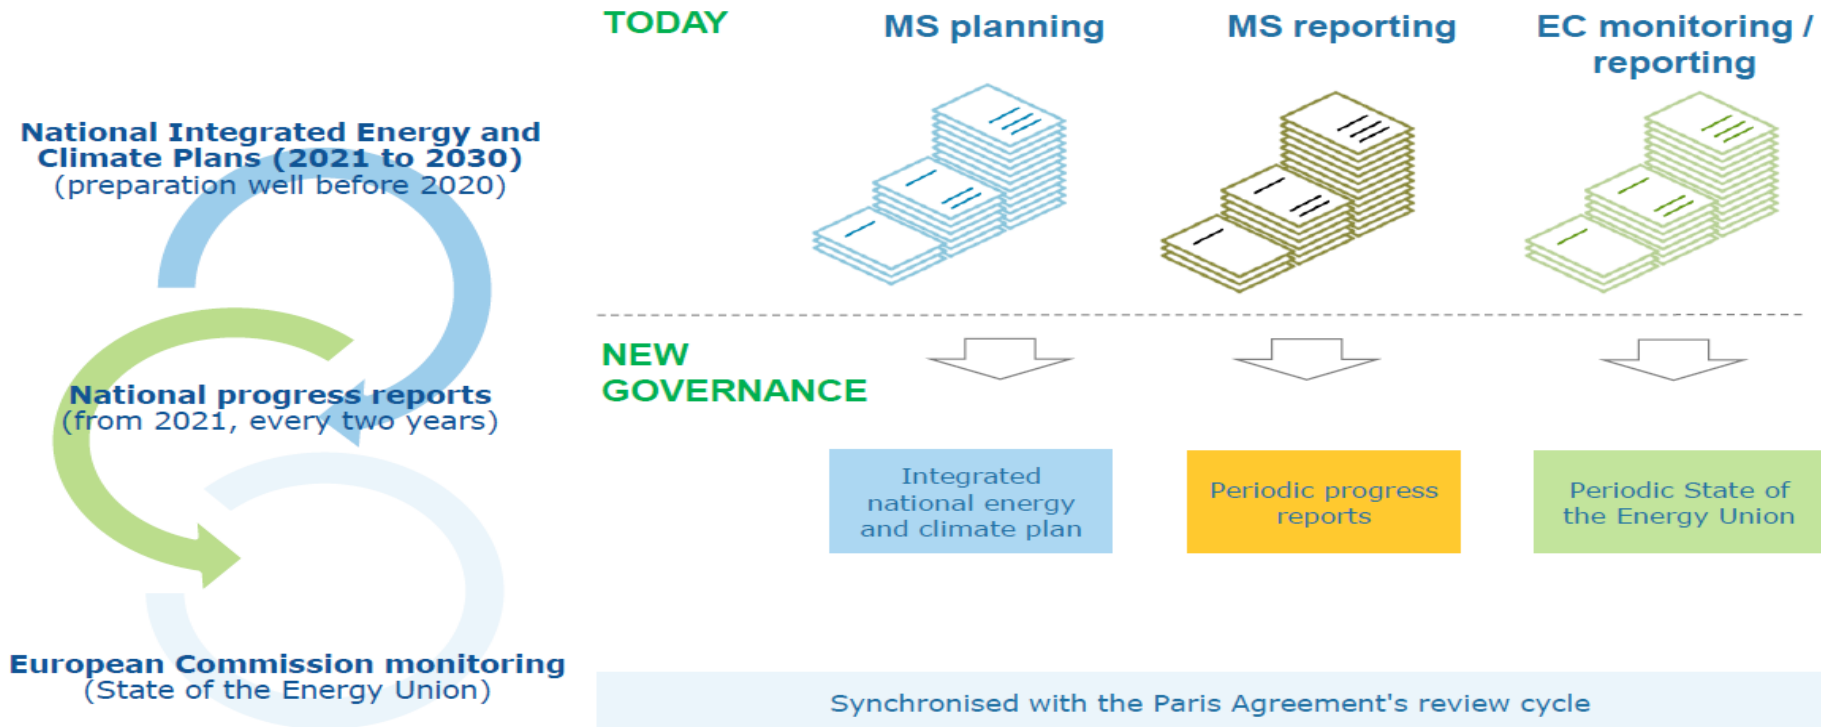 National Integrated Energy and
Climate Plans (2021 to 2030)
(preparation well before 2020)
National progress reports
(from 2021, every two years)
European Commission monitoring
(State of the Energy Union)
TODAY
MS planning
MS reporting
EC monitoring /
reporting
NEW
GOVERNANCE
Integrated
national energy
and climate plan
Periodic progress
reports
Periodic State of
the Energy Union
Synchronised with the Paris Agreement's review cycle